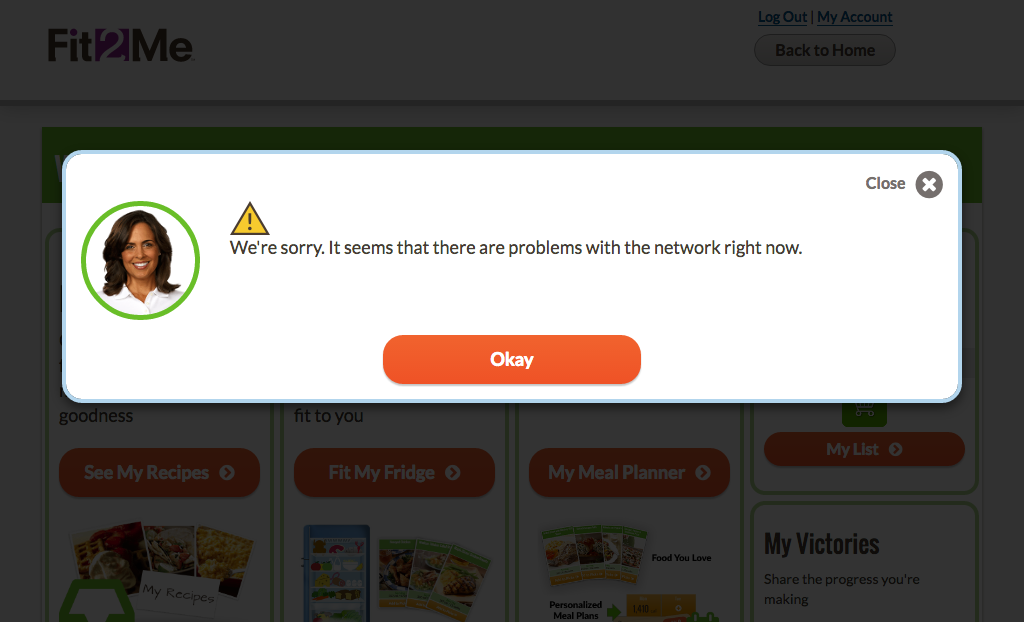 Fit2Me
Log Out | My Account
Back to Home
Close
We're sorry. It seems that there are problems with the network right now.
Okay
goodness
fit to you
See My Recipes
Fit My Fridge
My Meal Planner
My List
My Recipes
Food You Love
Personalized
Meal Plans
My Victories
Share the progress you're
making